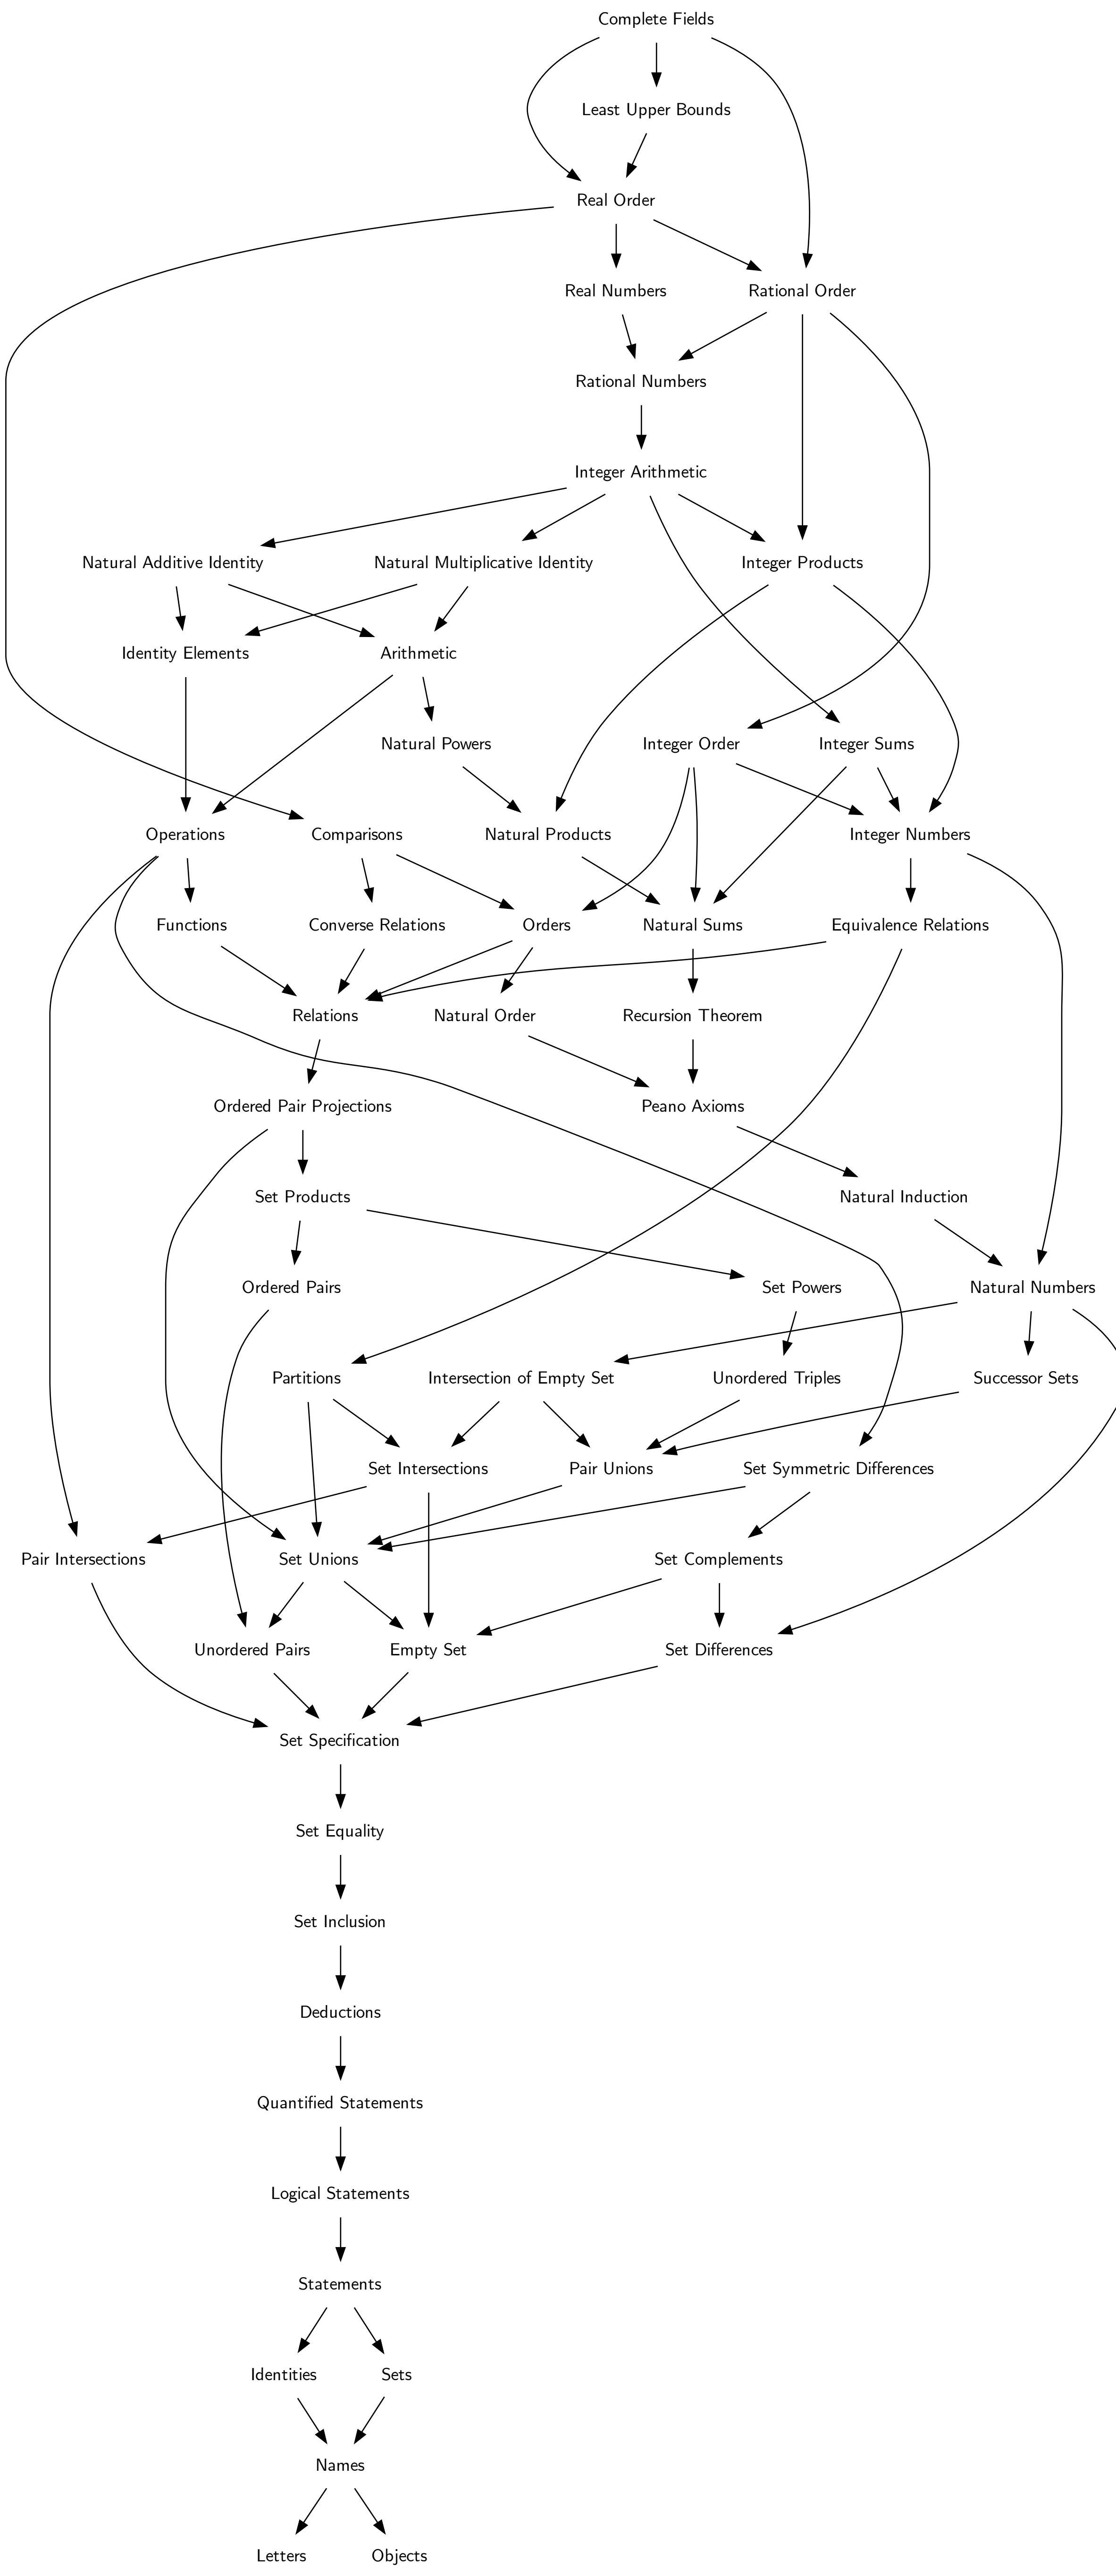 Complete Fields
Least Upper Bounds
Real Order
Real Numbers
Rational Order
Rational Numbers
Integer Arithmetic
Natural Additive Identity
Natural Multiplicative Identity
Integer Products
Identity Elements
Arithmetic
Natural Powers
Integer Order
Integer Sums
Operations
Comparisons
Natural Products
Integer Numbers
Functions
Converse Relations
Orders
Natural Sums
Equivalence Relations
Relations
Natural Order
Recursion Theorem
Ordered Pair Projections
Peano Axioms
Set Products
Natural Induction
Ordered Pairs
Set Powers
Natural Numbers
Partitions
Intersection of Empty Set
Unordered Triples
Successor Sets
Set Intersections
Pair Unions
Set Symmetric Differences
Pair Intersections
Set Unions
Set Complements
Unordered Pairs
Empty Set
Set Differences
Set Specification
Set Equality
Set Inclusion
Deductions
Quantified Statements
Logical Statements
Statements
Identities
Sets
Names
Letters
Objects